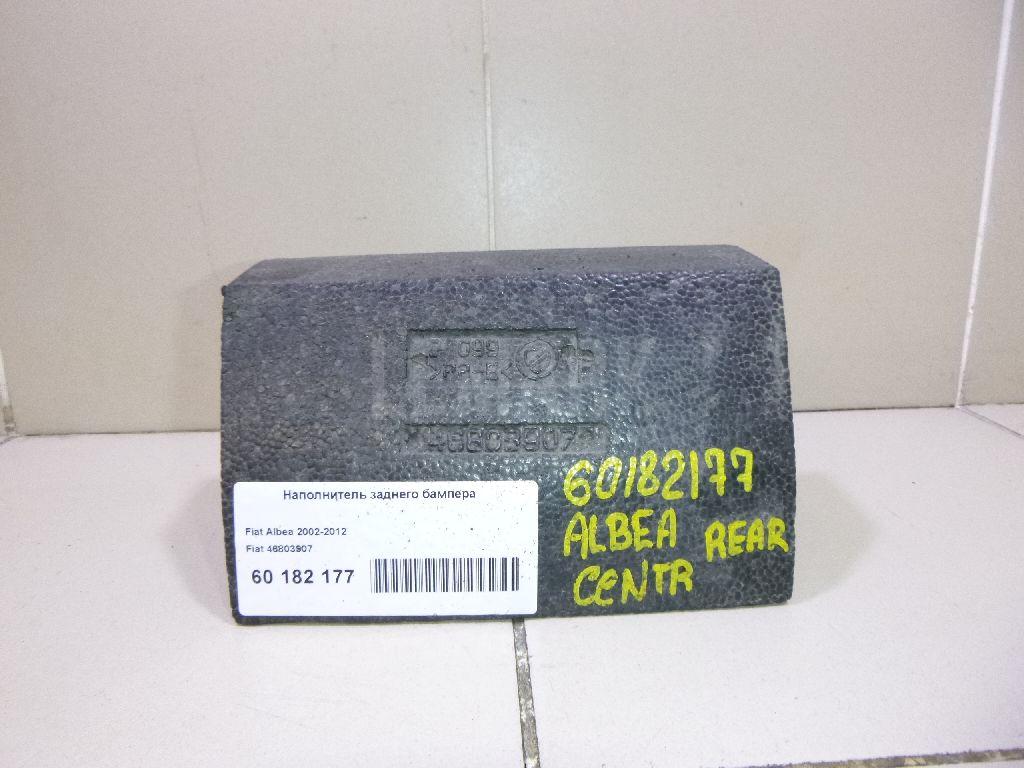 46803907
Наполнитель заднего бампера
Fiat Albea 2002-2012
Fiat 46803907
60 182 177
60182177
ALBEA REAR
CENTR